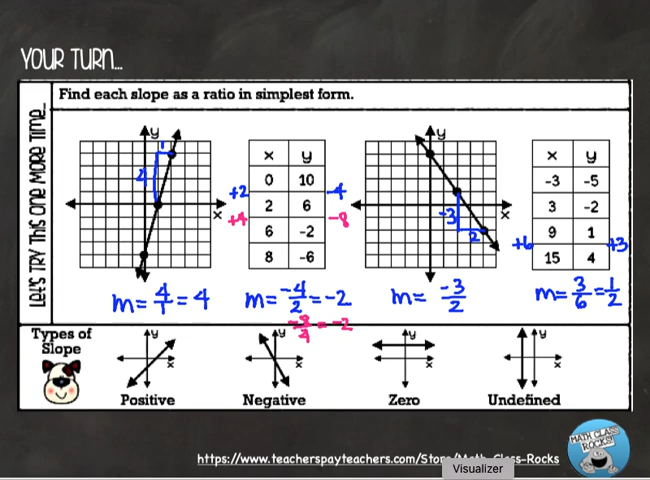 YOUR TURN...
Find each slope as a ratio in simplest form.
LET'S TRY THIS ONE MORE TIME...
y
x
1
4
m = 4/1 = 4
x y
0 10
2 6
6 -2
8 -6
+2 -4
+4 -8
m = -4/2 = -2
-8/4 = -2
y
x
-3
2
m = -3/2
x y
-3 -5
3 -2
9 1
15 4
+6 +3
m = 3/6 = 1/2
Types of
Slope
y
x
y
x
y
x
y
x
Positive
Negative
Zero
Undefined
MATH CLASS
ROCKS!
https://www.teacherspayteachers.com/Store/Math-Class-Rocks
Visualizer